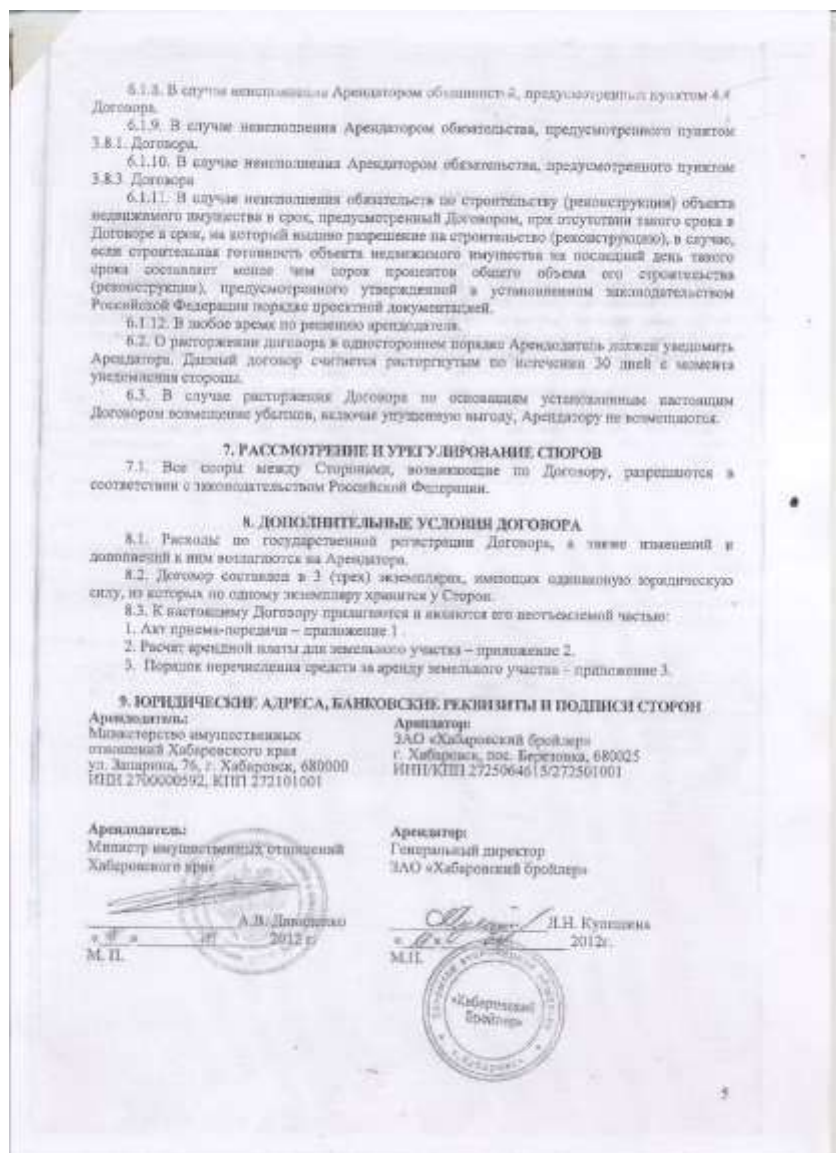 6.1.8. В случае неисполнения Арендатором обязанностей, предусмотренных пунктом 4.4
Договора.
6.1.9. В случае неисполнения Арендатором обязательства, предусмотренного пунктом
3.8.1. Договора.
6.1.10. В случае неисполнения Арендатором обязательства, предусмотренного пунктом
3.8.3 Договора
6.1.11. В случае неисполнения обязательств по строительству (реконструкции) объекта
недвижимого имущества в срок, предусмотренный Договором, при отсутствии такого срока в
Договоре в срок, на который выдано разрешение на строительство (реконструкцию), в случае,
если строительная готовность объекта недвижимого имущества на последний день такого
срока составляет менее чем сорок процентов общего объема его строительства
(реконструкции), предусмотренного утвержденной в установленном законодательством
Российской Федерации порядке проектной документацией.
6.1.12. В любое время по решению арендодателя.
6.2. О расторжении договора в одностороннем порядке Арендодатель должен уведомить
Арендатора. Данный договор считается расторгнутым по истечении 30 дней с момента
уведомления стороны.
6.3. В случае расторжения Договора по основаниям установленным настоящим
Договором возмещение убытков, включая упущенную выгоду, Арендатору не возмещаются.
7. РАССМОТРЕНИЕ И УРЕГУЛИРОВАНИЕ СПОРОВ
7.1. Все споры между Сторонами, возникающие по Договору, разрешаются в
соответствии с законодательством Российской Федерации.
8. ДОПОЛНИТЕЛЬНЫЕ УСЛОВИЯ ДОГОВОРА
8.1. Расходы по государственной регистрации Договора, а также изменений и
дополнений к ним возлагаются на Арендатора.
8.2. Договор составлен в 3 (трех) экземплярах, имеющих одинаковую юридическую
силу, из которых по одному экземпляру хранится у Сторон.
8.3. К настоящему Договору прилагаются и являются его неотъемлемой частью:
1. Акт приема-передачи – приложение 1 .
2. Расчет арендной платы для земельного участка – приложение 2.
3. Порядок перечисления средств за аренду земельного участка – приложение 3.
9. ЮРИДИЧЕСКИЕ АДРЕСА, БАНКОВСКИЕ РЕКВИЗИТЫ И ПОДПИСИ СТОРОН
Арендодатель:
Министерство имущественных
отношений Хабаровского края
ул. Запарина, 76, г. Хабаровск, 680000
ИНН 2700000592, КПП 272101001
Арендатор:
ЗАО «Хабаровский бройлер»
г. Хабаровск, пос. Березовка, 680025
ИНН/КПП 2725064615/272501001
Арендодатель:
Министр имущественных отношений
Хабаровского края
А.В.
2012 г.
М. П.
Арендатор:
Генеральный директор
ЗАО «Хабаровский бройлер»
Л.Н.
2012г.
М.П.
«Хабаровский
бройлер»
5